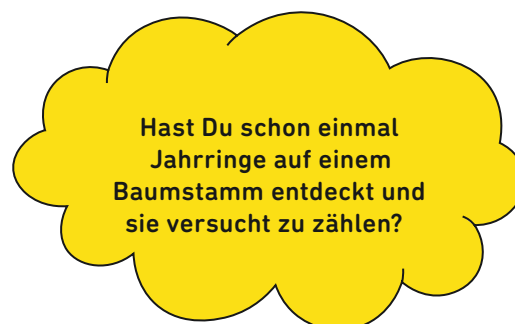 Hast Du schon einmal
Jahrringe auf einem
Baumstamm entdeckt und
sie versucht zu zählen?